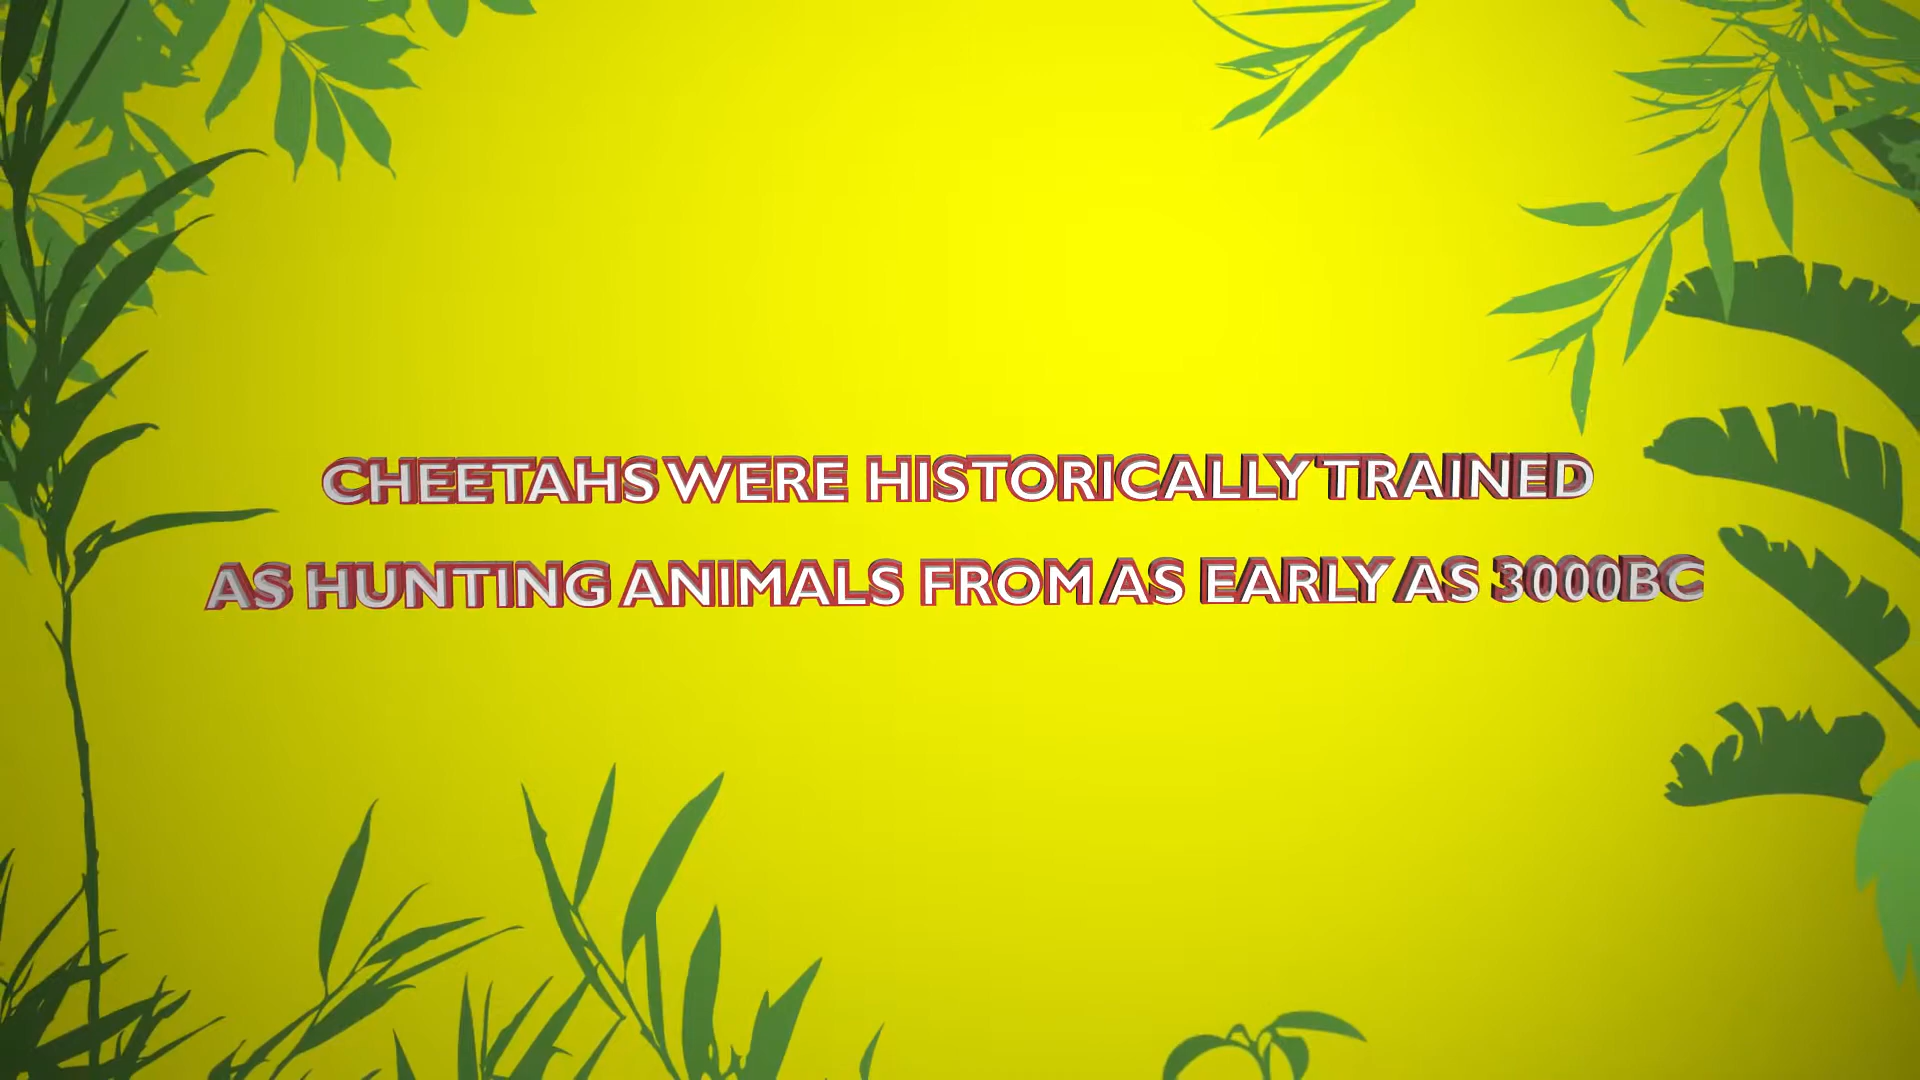 CHEETAHS WERE HISTORICALLY TRAINED
AS HUNTING ANIMALS FROM AS EARLY AS 3000BC